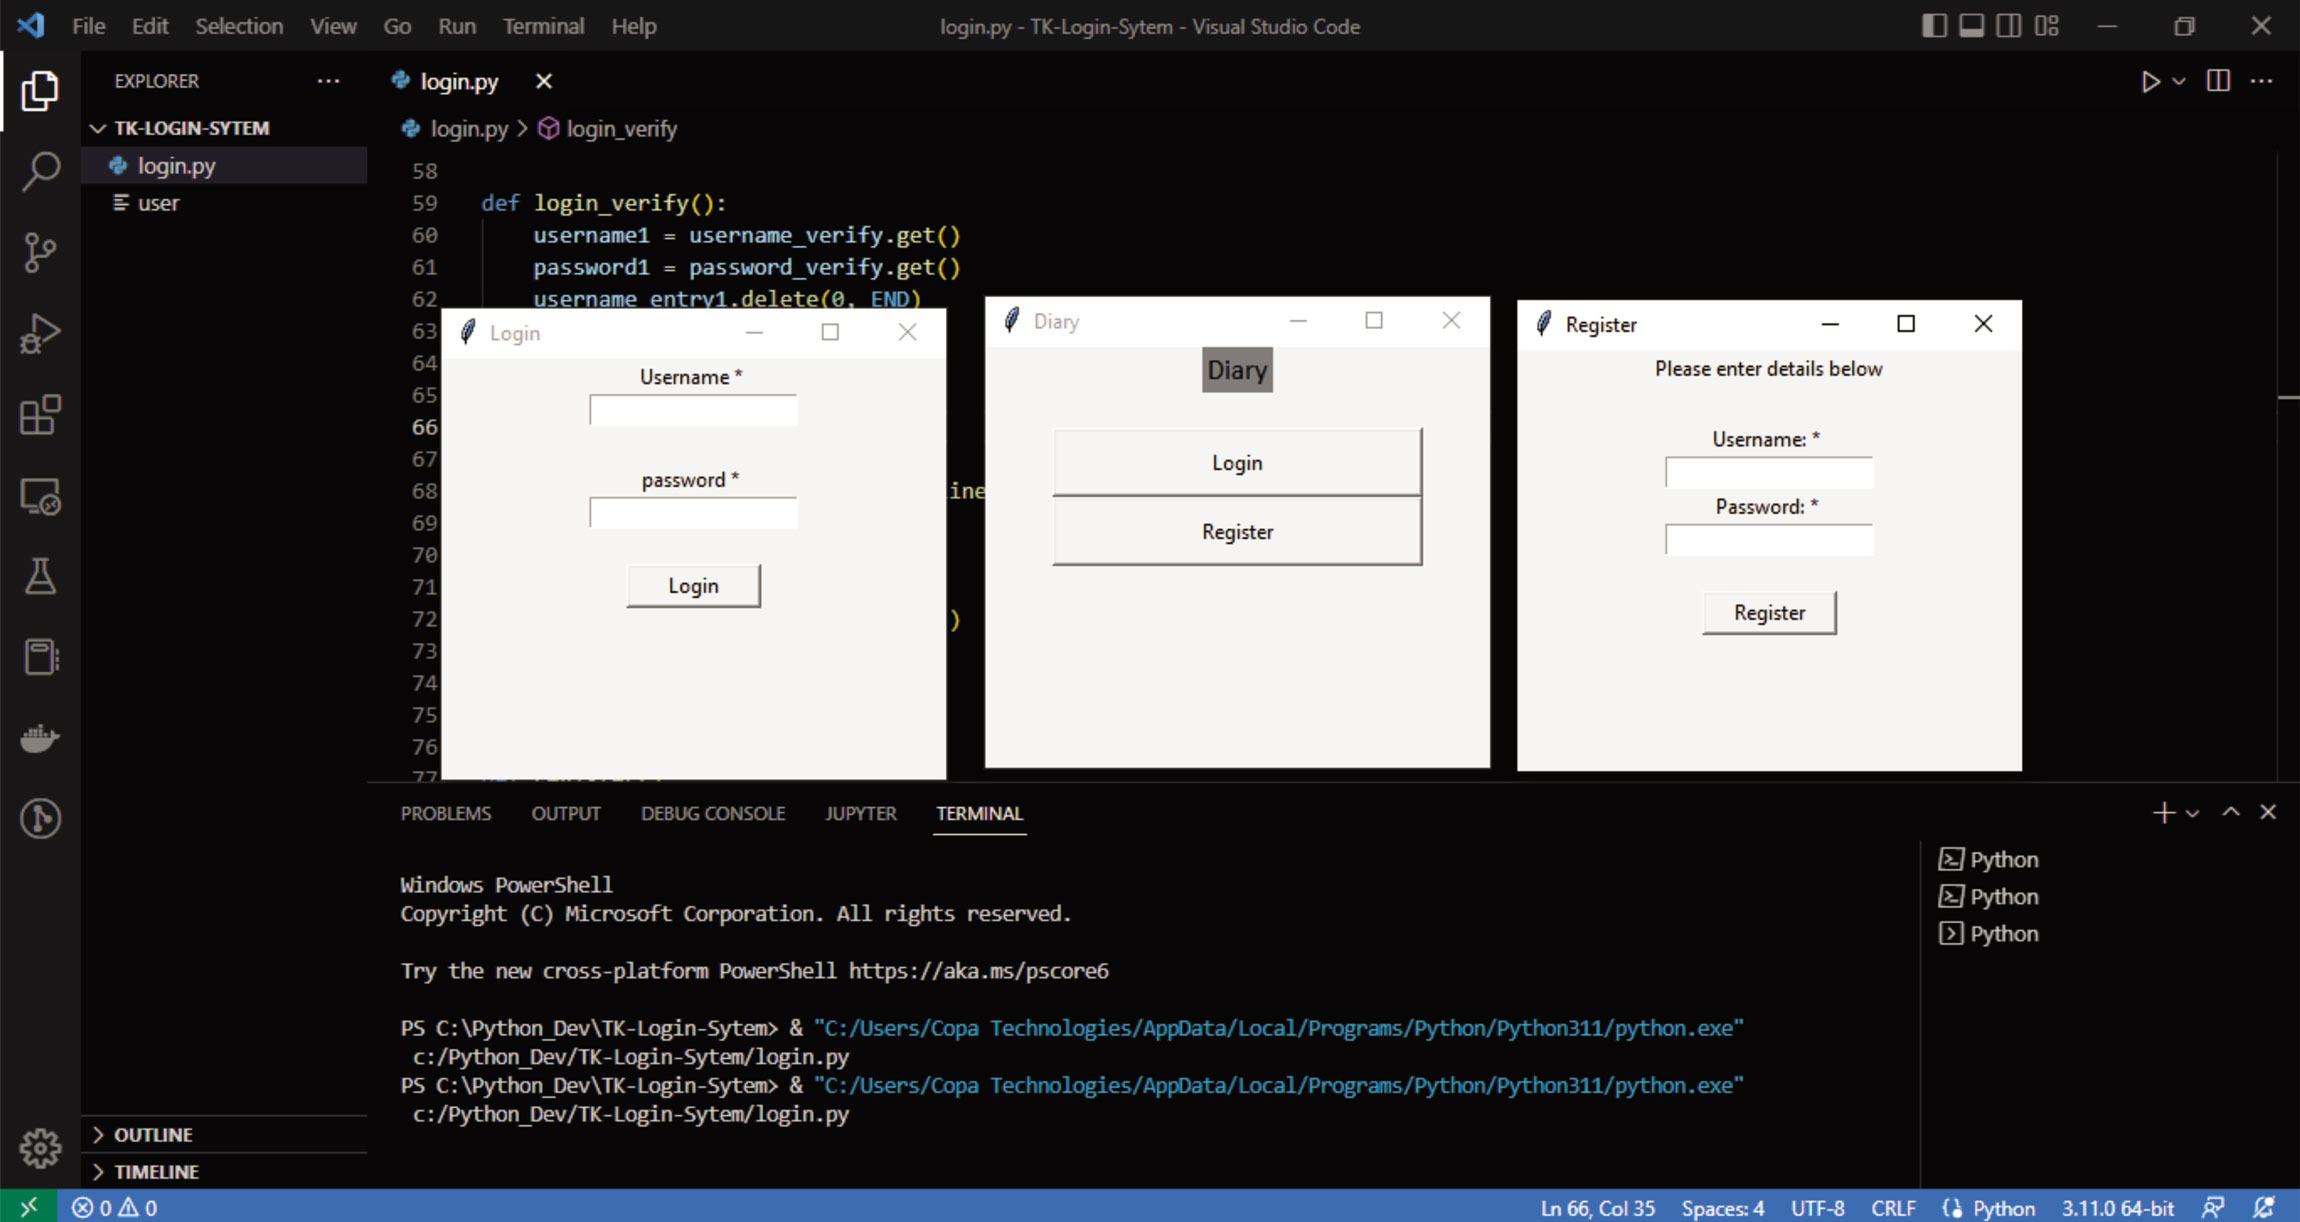 File Edit Selection View Go Run Terminal Help
login.py - TK-Login-Sytem - Visual Studio Code
EXPLORER
TK-LOGIN-SYTEM
login.py
user
OUTLINE
TIMELINE
login.py
login.py > login_verify
58
59 def login_verify():
60 username1 = username_verify.get()
61 password1 = password_verify.get()
62 username_entry1.delete(0, END)
63
64
65
66
67
68 ine
69
70
71
72 )
73
74
75
76
77
Login
Username *
password *
Login
Diary
Diary
Login
Register
Register
Please enter details below
Username: *
Password: *
Register
PROBLEMS OUTPUT DEBUG CONSOLE JUPYTER TERMINAL
Windows PowerShell
Copyright (C) Microsoft Corporation. All rights reserved.
Try the new cross-platform PowerShell https://aka.ms/pscore6
PS C:\Python_Dev\TK-Login-Sytem> & "C:/Users/Copa Technologies/AppData/Local/Programs/Python/Python311/python.exe"
c:/Python_Dev/TK-Login-Sytem/login.py
PS C:\Python_Dev\TK-Login-Sytem> & "C:/Users/Copa Technologies/AppData/Local/Programs/Python/Python311/python.exe"
c:/Python_Dev/TK-Login-Sytem/login.py
Python
Python
Python
0 0
Ln 66, Col 35 Spaces: 4 UTF-8 CRLF Python 3.11.0 64-bit